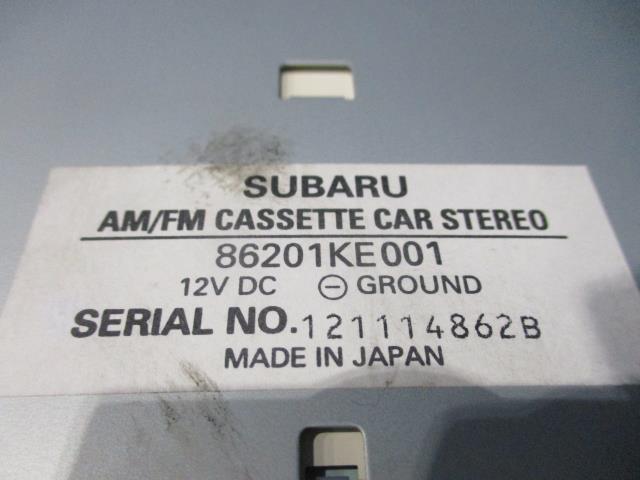 SUBARU
AM/FM CASSETTE CAR STEREO
86201KE001
12V DC ⊖ GROUND
SERIAL NO.121114862B
MADE IN JAPAN